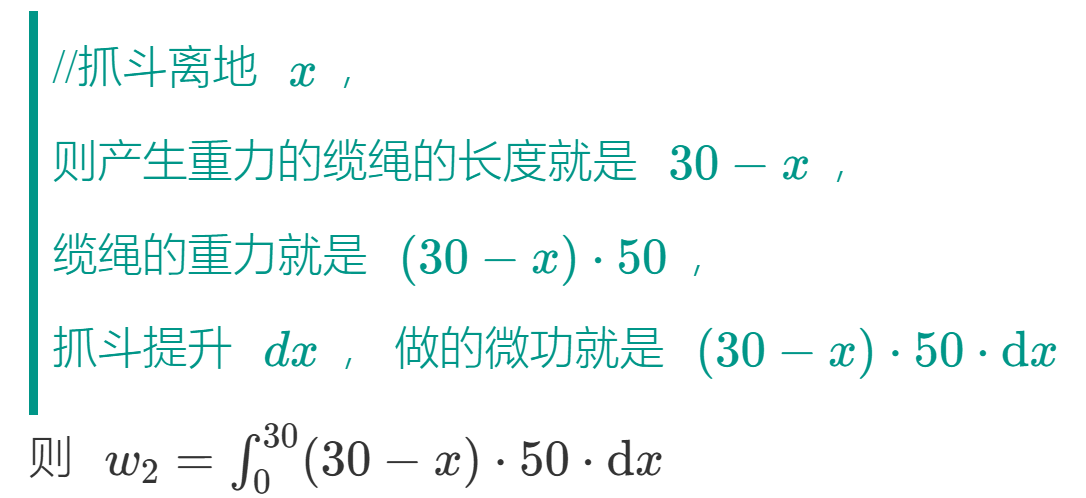 //抓斗离地 x ,
则产生重力的缆绳的长度就是 30 − x ,
缆绳的重力就是 (30 − x) · 50 ,
抓斗提升 dx , 做的微功就是 (30 − x) · 50 · dx
则 w₂ = ∫₀³⁰(30 − x) · 50 · dx